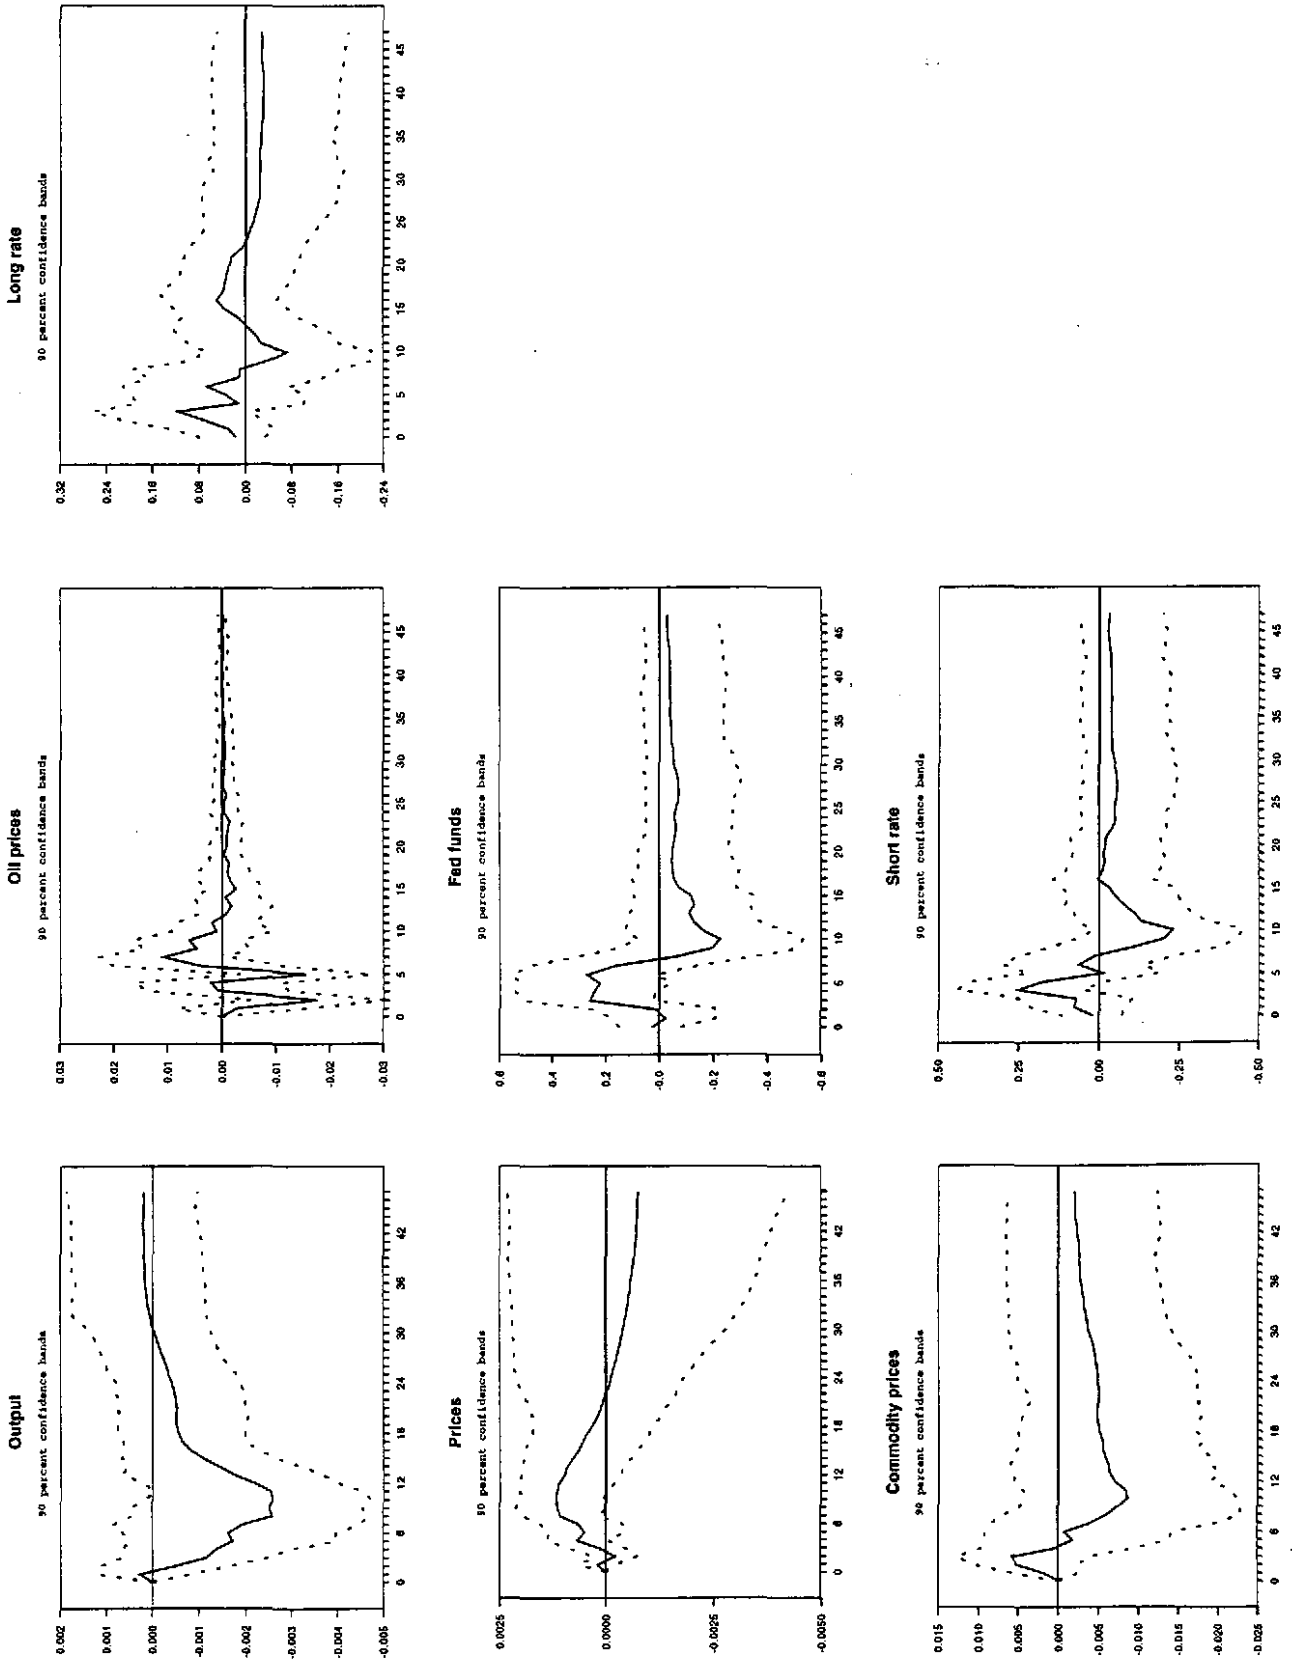 Output
90 percent confidence bands
0.002
0.001
0.000
-0.001
-0.002
-0.003
-0.004
-0.005
0 6 12 18 24 30 36 42
Oil prices
90 percent confidence bands
0.03
0.02
0.01
0.00
-0.01
-0.02
-0.03
0 5 10 15 20 25 30 35 40 45
Long rate
90 percent confidence bands
0.32
0.24
0.16
0.08
0.00
-0.08
-0.16
-0.24
0 5 10 15 20 25 30 35 40 45
Prices
90 percent confidence bands
0.0025
0.0000
-0.0025
-0.0050
0 6 12 18 24 30 36 42
Fed funds
90 percent confidence bands
0.6
0.4
0.2
-0.0
-0.2
-0.4
-0.6
0 5 10 15 20 25 30 35 40 45
Commodity prices
90 percent confidence bands
0.015
0.010
0.005
0.000
-0.005
-0.010
-0.015
-0.020
-0.025
0 6 12 18 24 30 36 42
Short rate
90 percent confidence bands
0.50
0.25
0.00
-0.25
-0.50
0 5 10 15 20 25 30 35 40 45